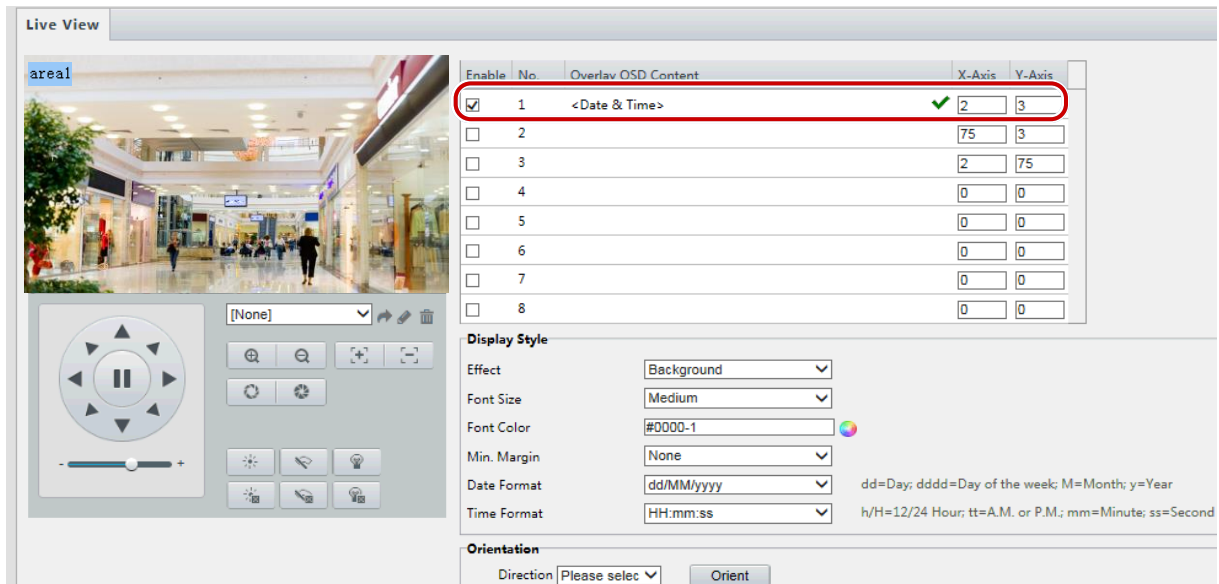 Live View
area1
Enable No. Overlay OSD Content X-Axis Y-Axis
1 <Date & Time> 2 3
2 75 3
3 2 75
4 0 0
5 0 0
6 0 0
7 0 0
8 0 0
[None]
- +
Display Style
Effect Background
Font Size Medium
Font Color #0000-1
Min. Margin None
Date Format dd/MM/yyyy dd=Day; dddd=Day of the week; M=Month; y=Year
Time Format HH:mm:ss h/H=12/24 Hour; tt=A.M. or P.M.; mm=Minute; ss=Second
Orientation
Direction Please selec Orient